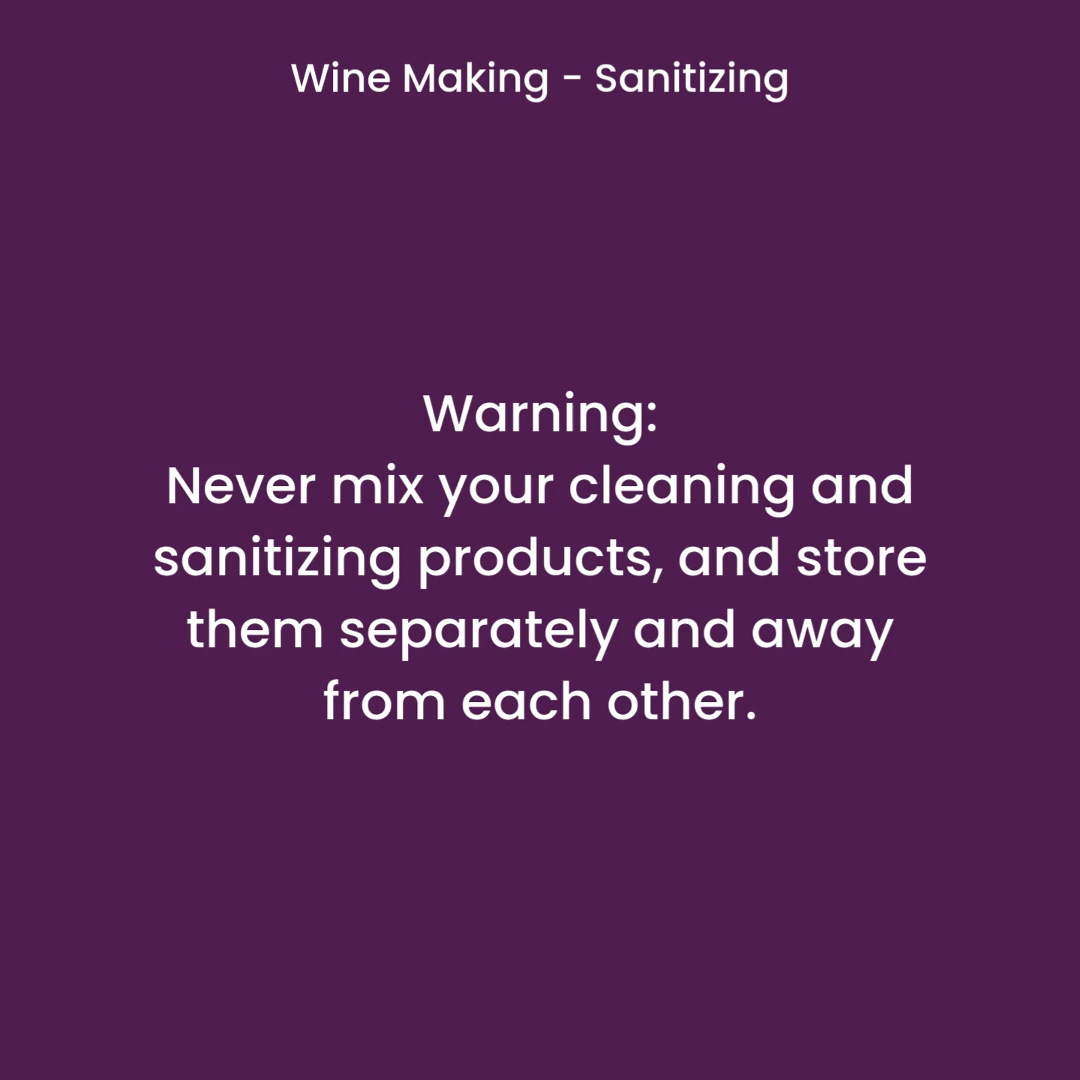 Wine Making - Sanitizing
Warning:
Never mix your cleaning and
sanitizing products, and store
them separately and away
from each other.